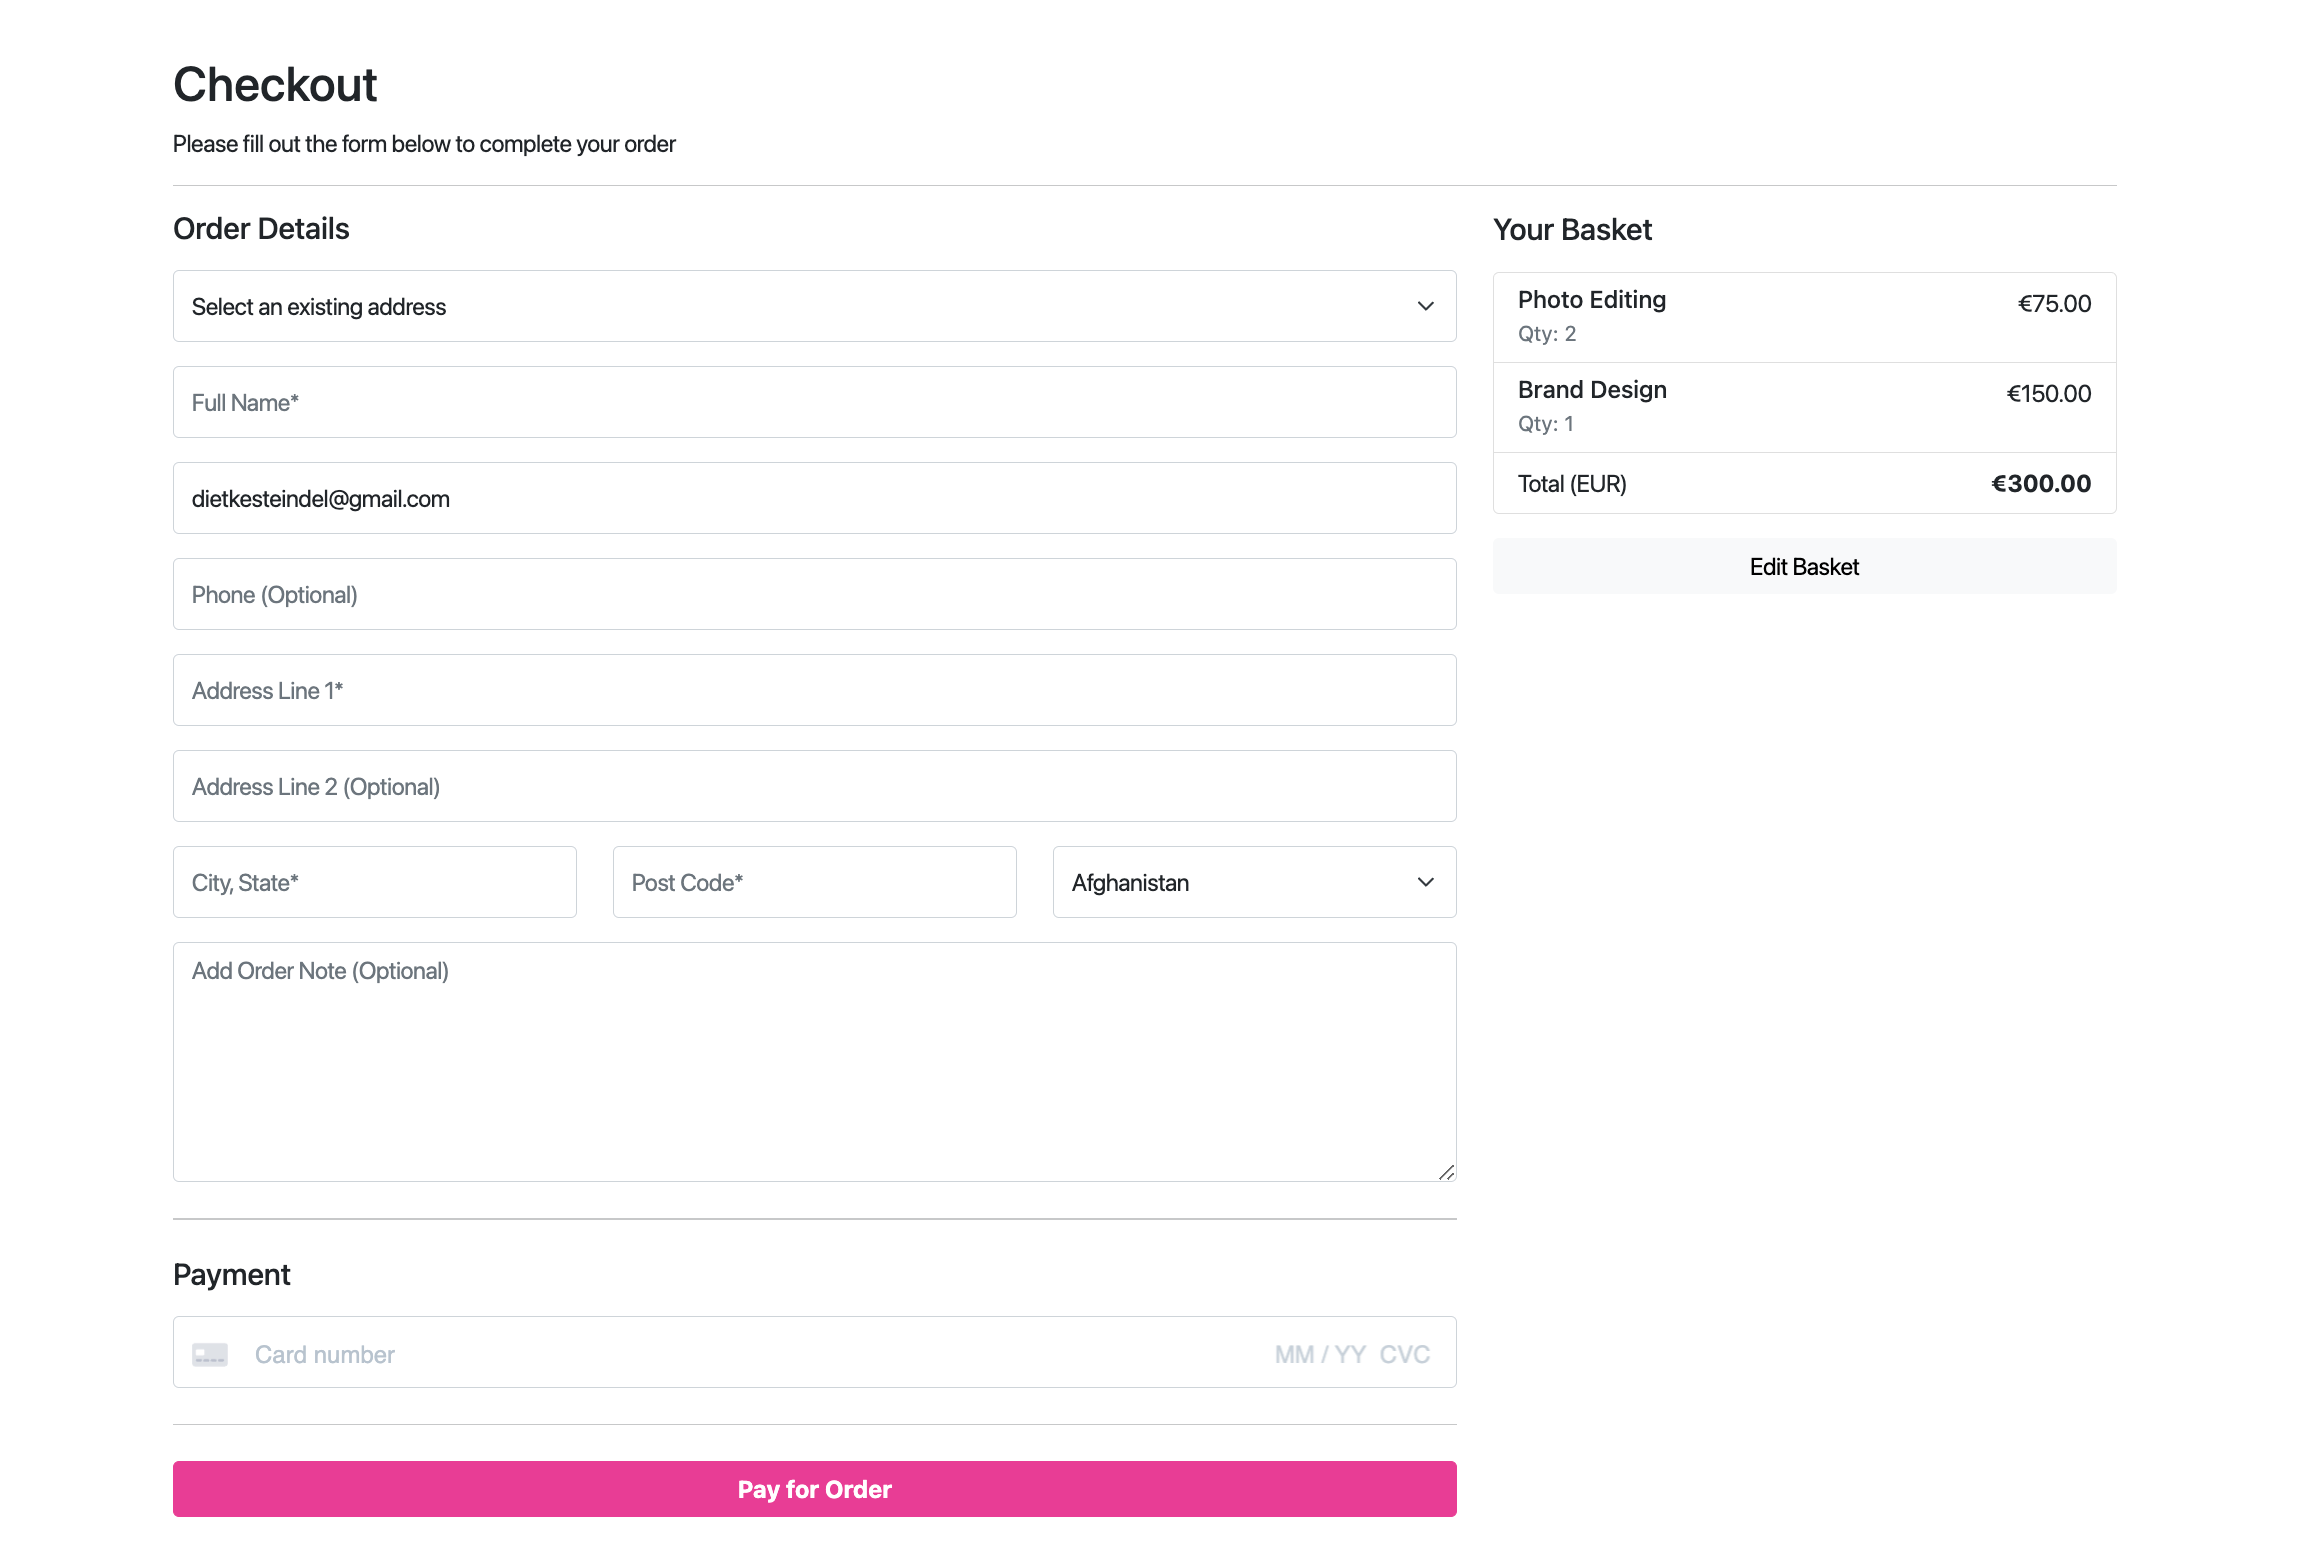 Checkout
Please fill out the form below to complete your order
Order Details
Select an existing address
Full Name*
dietkesteindel@gmail.com
Phone (Optional)
Address Line 1*
Address Line 2 (Optional)
City, State*
Post Code*
Afghanistan
Add Order Note (Optional)
Payment
Card number MM / YY CVC
Pay for Order
Your Basket
Photo Editing €75.00
Qty: 2
Brand Design €150.00
Qty: 1
Total (EUR) €300.00
Edit Basket